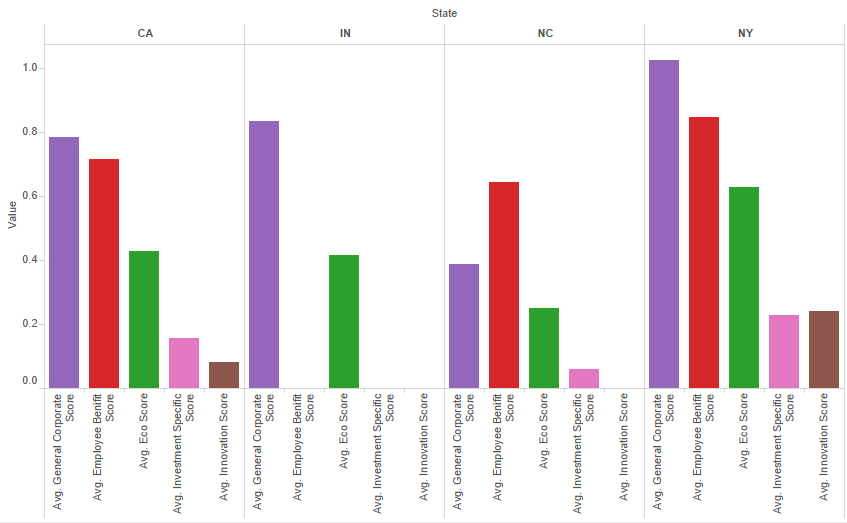 State
CA
IN
NC
NY
Value
1.0
0.8
0.6
0.4
0.2
0.0
Avg. General Corporate
Score
Avg. Employee Benifit
Score
Avg. Eco Score
Avg. Investment Specific
Score
Avg. Innovation Score
Avg. General Corporate
Score
Avg. Employee Benifit
Score
Avg. Eco Score
Avg. Investment Specific
Score
Avg. Innovation Score
Avg. General Corporate
Score
Avg. Employee Benifit
Score
Avg. Eco Score
Avg. Investment Specific
Score
Avg. Innovation Score
Avg. General Corporate
Score
Avg. Employee Benifit
Score
Avg. Eco Score
Avg. Investment Specific
Score
Avg. Innovation Score